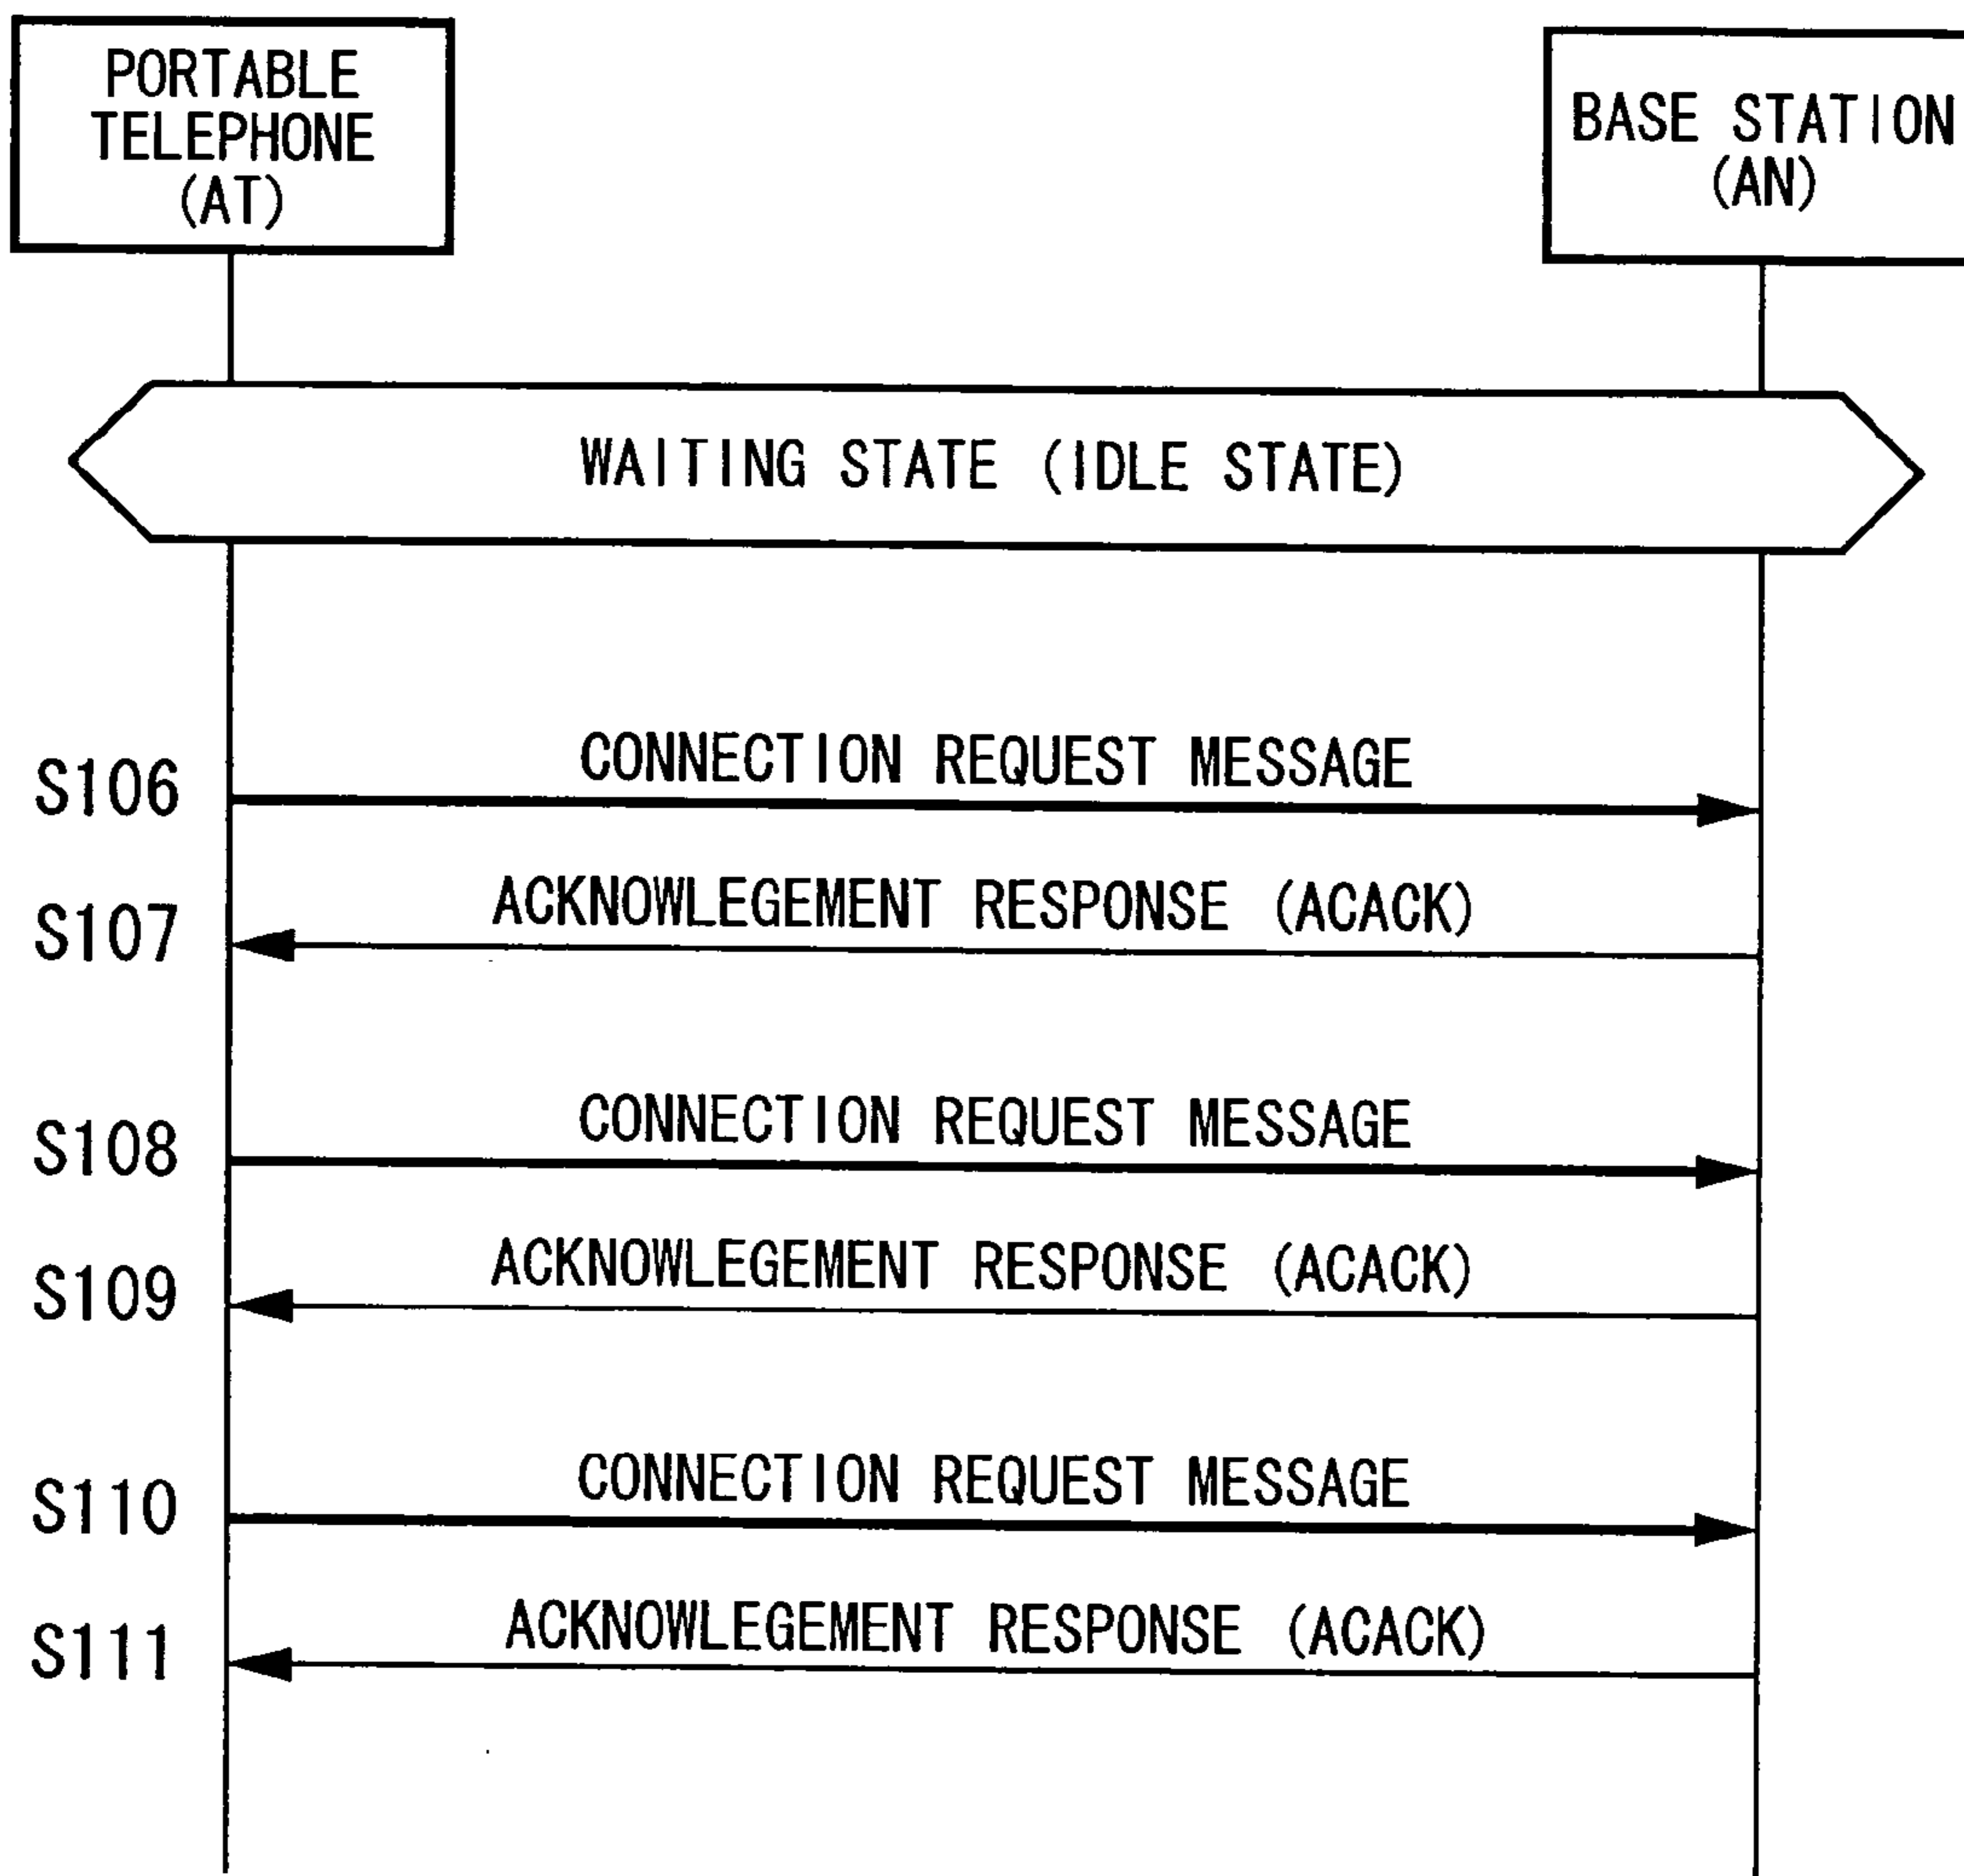 PORTABLE
TELEPHONE
(AT)
BASE STATION
(AN)
WAITING STATE (IDLE STATE)
CONNECTION REQUEST MESSAGE
S106
ACKNOWLEGEMENT RESPONSE (ACACK)
S107
CONNECTION REQUEST MESSAGE
S108
ACKNOWLEGEMENT RESPONSE (ACACK)
S109
CONNECTION REQUEST MESSAGE
S110
ACKNOWLEGEMENT RESPONSE (ACACK)
S111